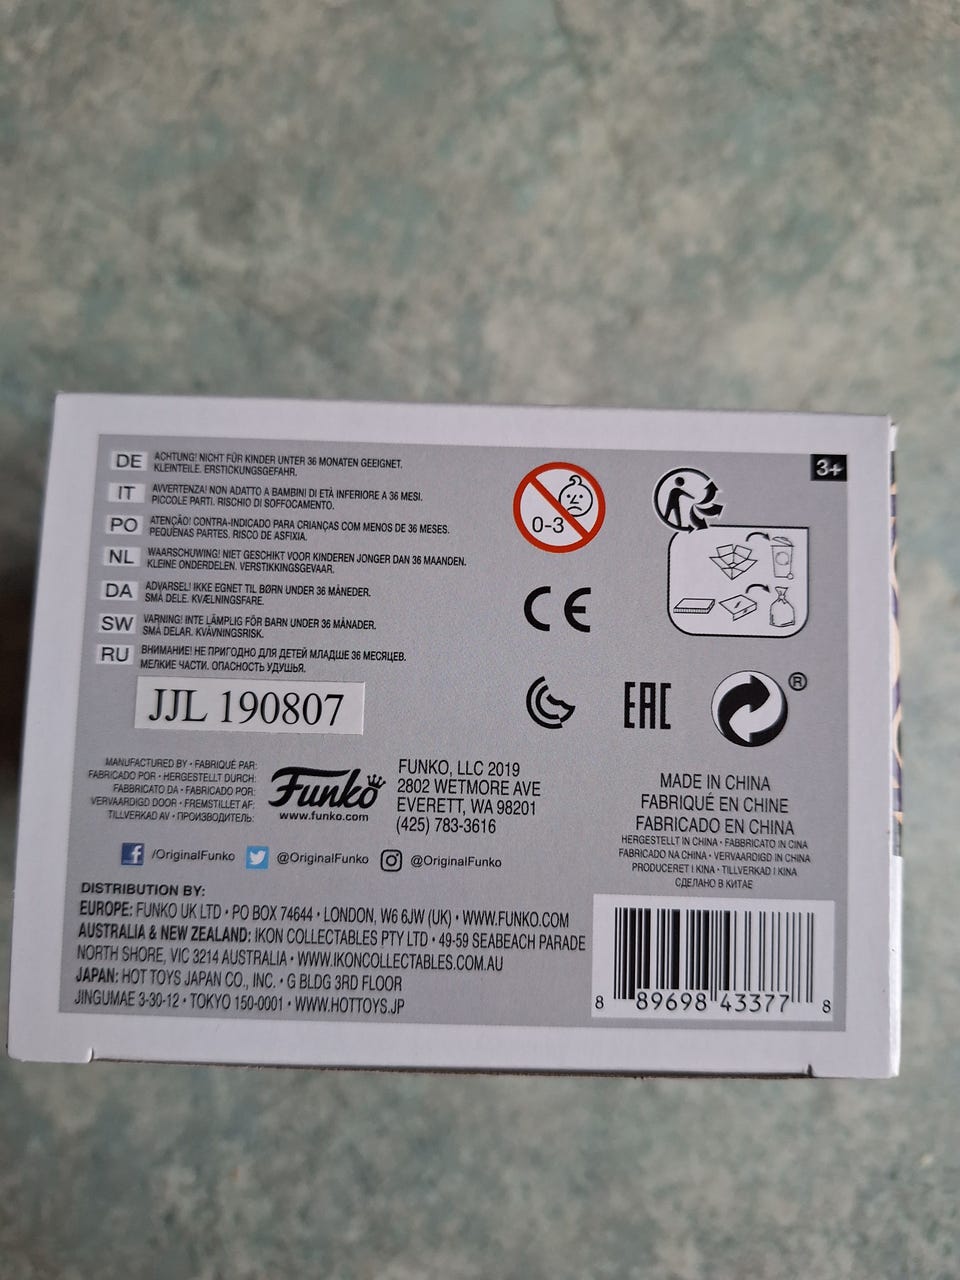 DE ACHTUNG! NICHT FÜR KINDER UNTER 36 MONATEN GEEIGNET.
KLEINTEILE. ERSTICKUNGSGEFAHR.
IT AVVERTENZA! NON ADATTO A BAMBINI DI ETÀ INFERIORE A 36 MESI.
PICCOLE PARTI. RISCHIO DI SOFFOCAMENTO.
PO ATENÇÃO! CONTRA-INDICADO PARA CRIANÇAS COM MENOS DE 36 MESES.
PEQUENAS PARTES. RISCO DE ASFIXIA.
NL WAARSCHUWING! NIET GESCHIKT VOOR KINDEREN JONGER DAN 36 MAANDEN.
KLEINE ONDERDELEN. VERSTIKKINGSGEVAAR.
DA ADVARSEL! IKKE EGNET TIL BØRN UNDER 36 MÅNEDER.
SMÅ DELE. KVÆLNINGSFARE.
SW VARNING! INTE LÄMPLIG FÖR BARN UNDER 36 MÅNADER.
SMÅ DELAR. KVÄVNINGSRISK.
RU ВНИМАНИЕ! НЕ ПРИГОДНО ДЛЯ ДЕТЕЙ МЛАДШЕ 36 МЕСЯЦЕВ.
МЕЛКИЕ ЧАСТИ. ОПАСНОСТЬ УДУШЬЯ.
0-3
3+
CE
EAC
®
JJL 190807
MANUFACTURED BY • FABRIQUÉ PAR:
FABRICADO POR • HERGESTELLT DURCH:
FABBRICATO DA • FABRICADO POR:
VERVAARDIGD DOOR • FREMSTILLET AF:
TILLVERKAD AV • ПРОИЗВОДИТЕЛЬ:
Funko
www.funko.com
FUNKO, LLC 2019
2802 WETMORE AVE
EVERETT, WA 98201
(425) 783-3616
MADE IN CHINA
FABRIQUÉ EN CHINE
FABRICADO EN CHINA
HERGESTELLT IN CHINA • FABBRICATO IN CINA
FABRICADO NA CHINA • VERVAARDIGD IN CHINA
PRODUCERET I KINA • TILLVERKAD I KINA
СДЕЛАНО В КИТАЕ
/OriginalFunko @OriginalFunko @OriginalFunko
DISTRIBUTION BY:
EUROPE: FUNKO UK LTD • PO BOX 74644 • LONDON, W6 6JW (UK) • WWW.FUNKO.COM
AUSTRALIA & NEW ZEALAND: IKON COLLECTABLES PTY LTD • 49-59 SEABEACH PARADE
NORTH SHORE, VIC 3214 AUSTRALIA • WWW.IKONCOLLECTABLES.COM.AU
JAPAN: HOT TOYS JAPAN CO., INC. • G BLDG 3RD FLOOR
JINGUMAE 3-30-12 • TOKYO 150-0001 • WWW.HOTTOYS.JP
8 89698 43377 8